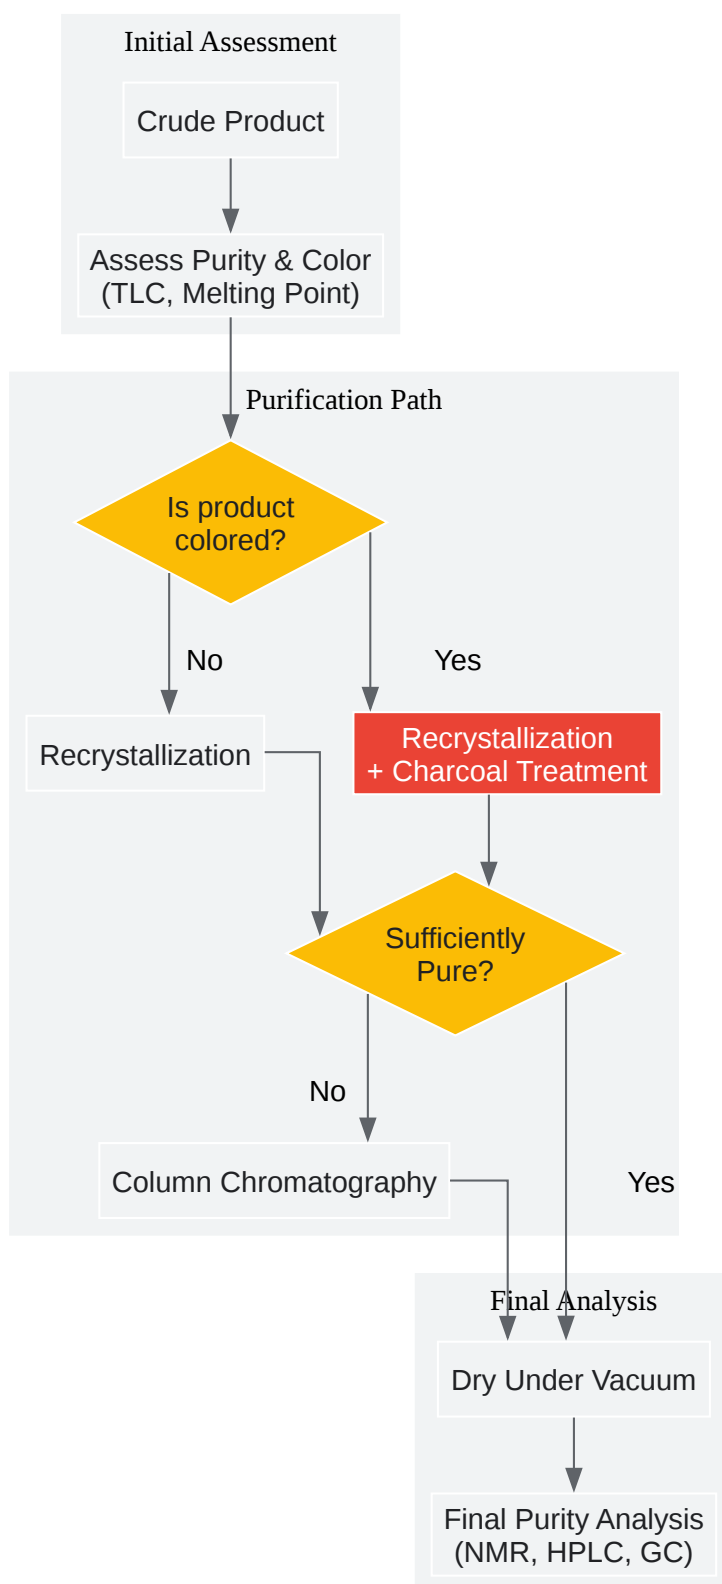 Initial Assessment
Crude Product
Assess Purity & Color
(TLC, Melting Point)
Purification Path
Is product
colored?
No
Yes
Recrystallization
Recrystallization
+ Charcoal Treatment
Sufficiently
Pure?
No
Column Chromatography
Yes
Final Analysis
Dry Under Vacuum
Final Purity Analysis
(NMR, HPLC, GC)